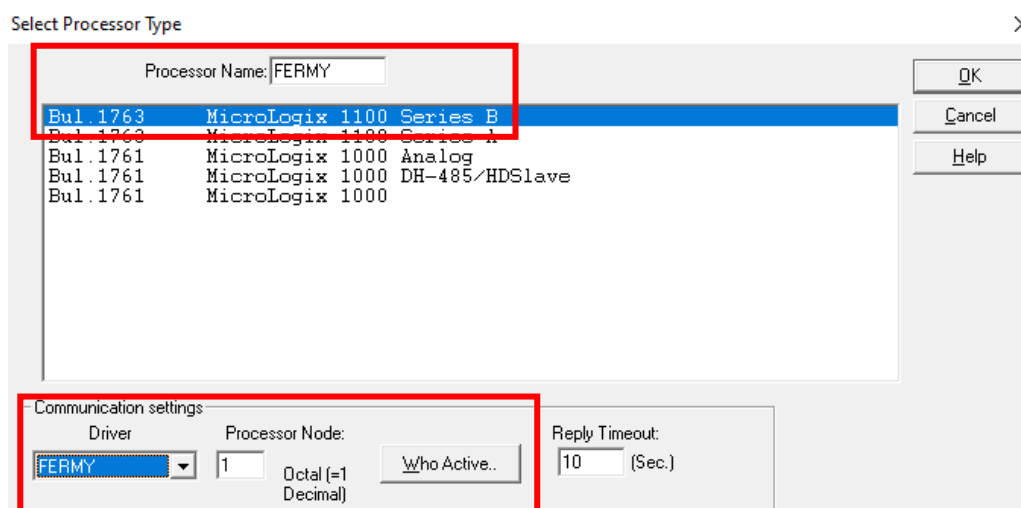 Select Processor Type
Processor Name: FERMY
OK
Bul.1763 MicroLogix 1100 Series B
Cancel
Bul.1763 MicroLogix 1100 Series A
Bul.1761 MicroLogix 1000 Analog
Help
Bul.1761 MicroLogix 1000 DH-485/HDSlave
Bul.1761 MicroLogix 1000
Communication settings
Driver Processor Node: Reply Timeout:
FERMY 1 Octal (=1 Decimal) Who Active.. 10 (Sec.)